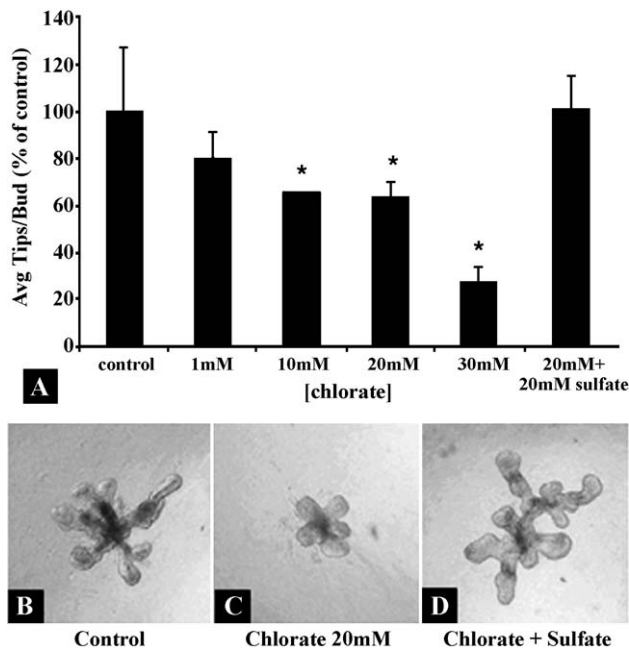 140
120
100
80
60
40
20
0
Avg Tips/Bud (% of control)
*
*
*
control 1mM 10mM 20mM 30mM 20mM+
20mM sulfate
[chlorate]
A
B C D
Control Chlorate 20mM Chlorate + Sulfate